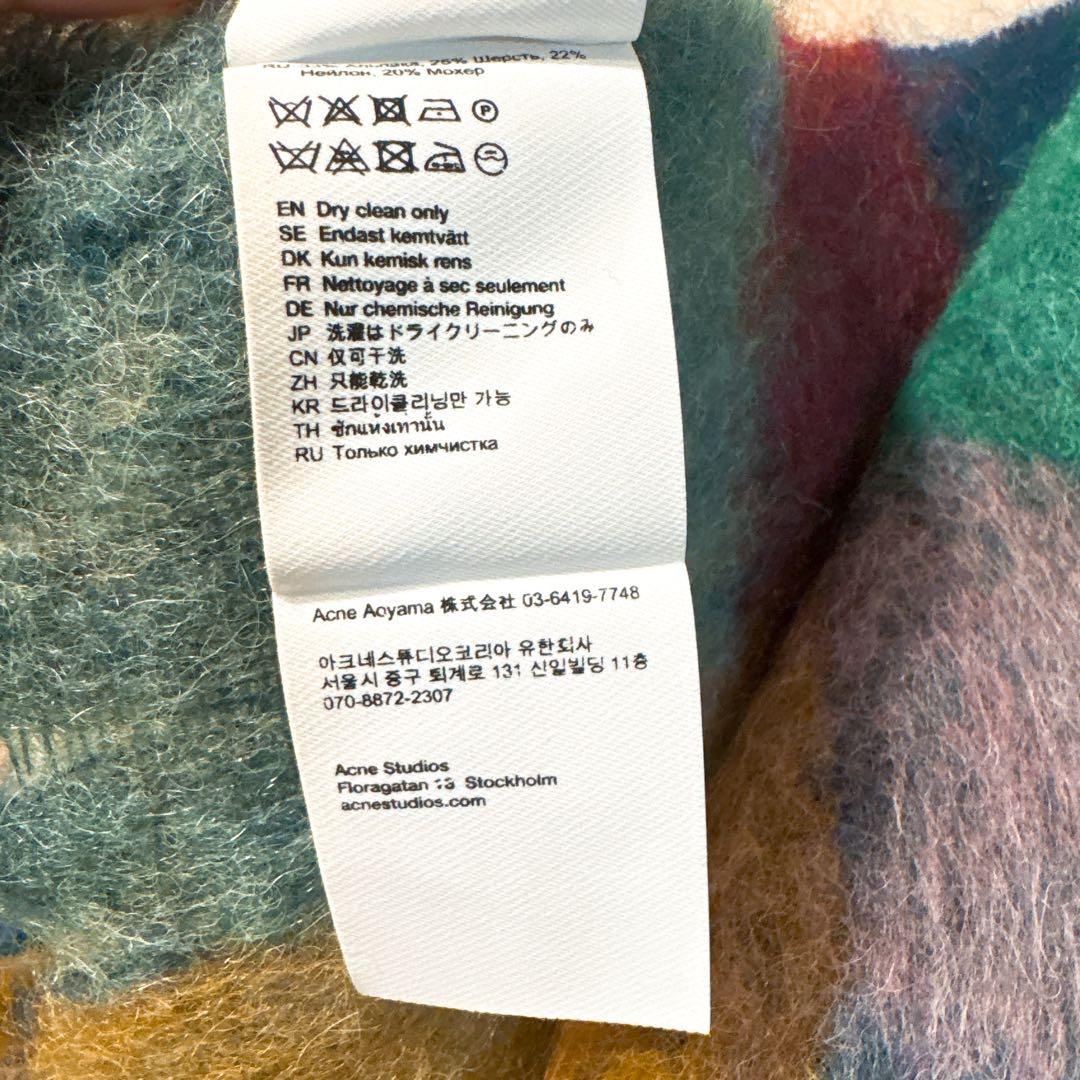 25% Шерсть, 22%
Нейлон, 20% Мохер
P
EN Dry clean only
SE Endast kemtvätt
DK Kun kemisk rens
FR Nettoyage à sec seulement
DE Nur chemische Reinigung
JP 洗濯はドライクリーニングのみ
CN 仅可干洗
ZH 只能乾洗
KR 드라이클리닝만 가능
TH ซักแห้งเท่านั้น
RU Только химчистка
Acne Aoyama 株式会社 03-6419-7748
아크네스튜디오코리아 유한회사
서울시 중구 퇴계로 131 신일빌딩 11층
070-8872-2307
Acne Studios
Floragatan 13 Stockholm
acnestudios.com